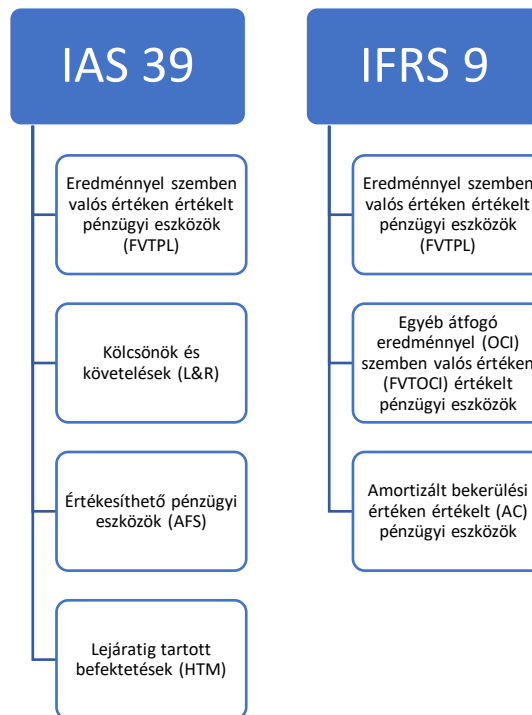 IAS 39
Eredménnyel szemben
valós értéken értékelt
pénzügyi eszközök
(FVTPL)
Kölcsönök és
követelések (L&R)
Értékesíthető pénzügyi
eszközök (AFS)
Lejáratig tartott
befektetések (HTM)
IFRS 9
Eredménnyel szemben
valós értéken értékelt
pénzügyi eszközök
(FVTPL)
Egyéb átfogó
eredménnyel (OCI)
szemben valós értéken
(FVTOCI) értékelt
pénzügyi eszközök
Amortizált bekerülési
értéken értékelt (AC)
pénzügyi eszközök